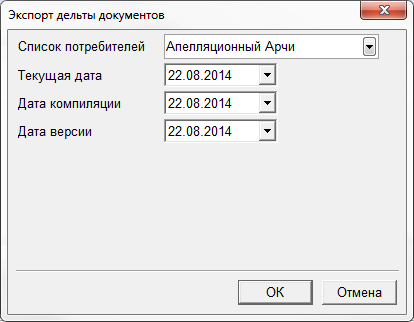 Экспорт дельты документов
Список потребителей Апелляционный Арчи
Текущая дата 22.08.2014
Дата компиляции 22.08.2014
Дата версии 22.08.2014
ОК Отмена